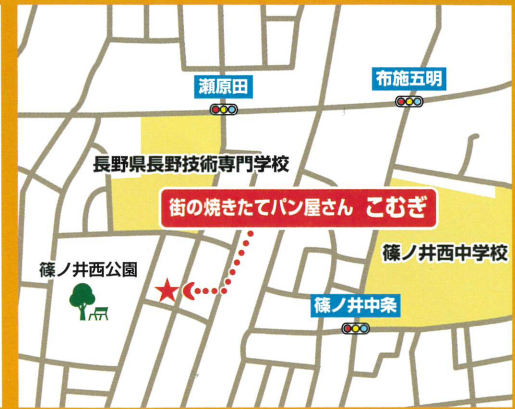 瀬原田
布施五明
長野県長野技術専門学校
街の焼きたてパン屋さん こむぎ
篠ノ井西中学校
篠ノ井西公園
篠ノ井中条